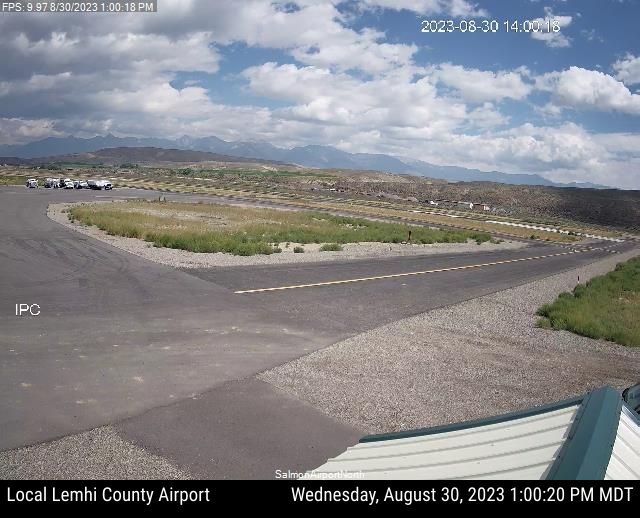 FPS: 9.97 8/30/2023 1:00:18 PM
2023-08-30 14:00:18
IPC
SalmonAirportNorth
Local Lemhi County Airport
Wednesday, August 30, 2023 1:00:20 PM MDT